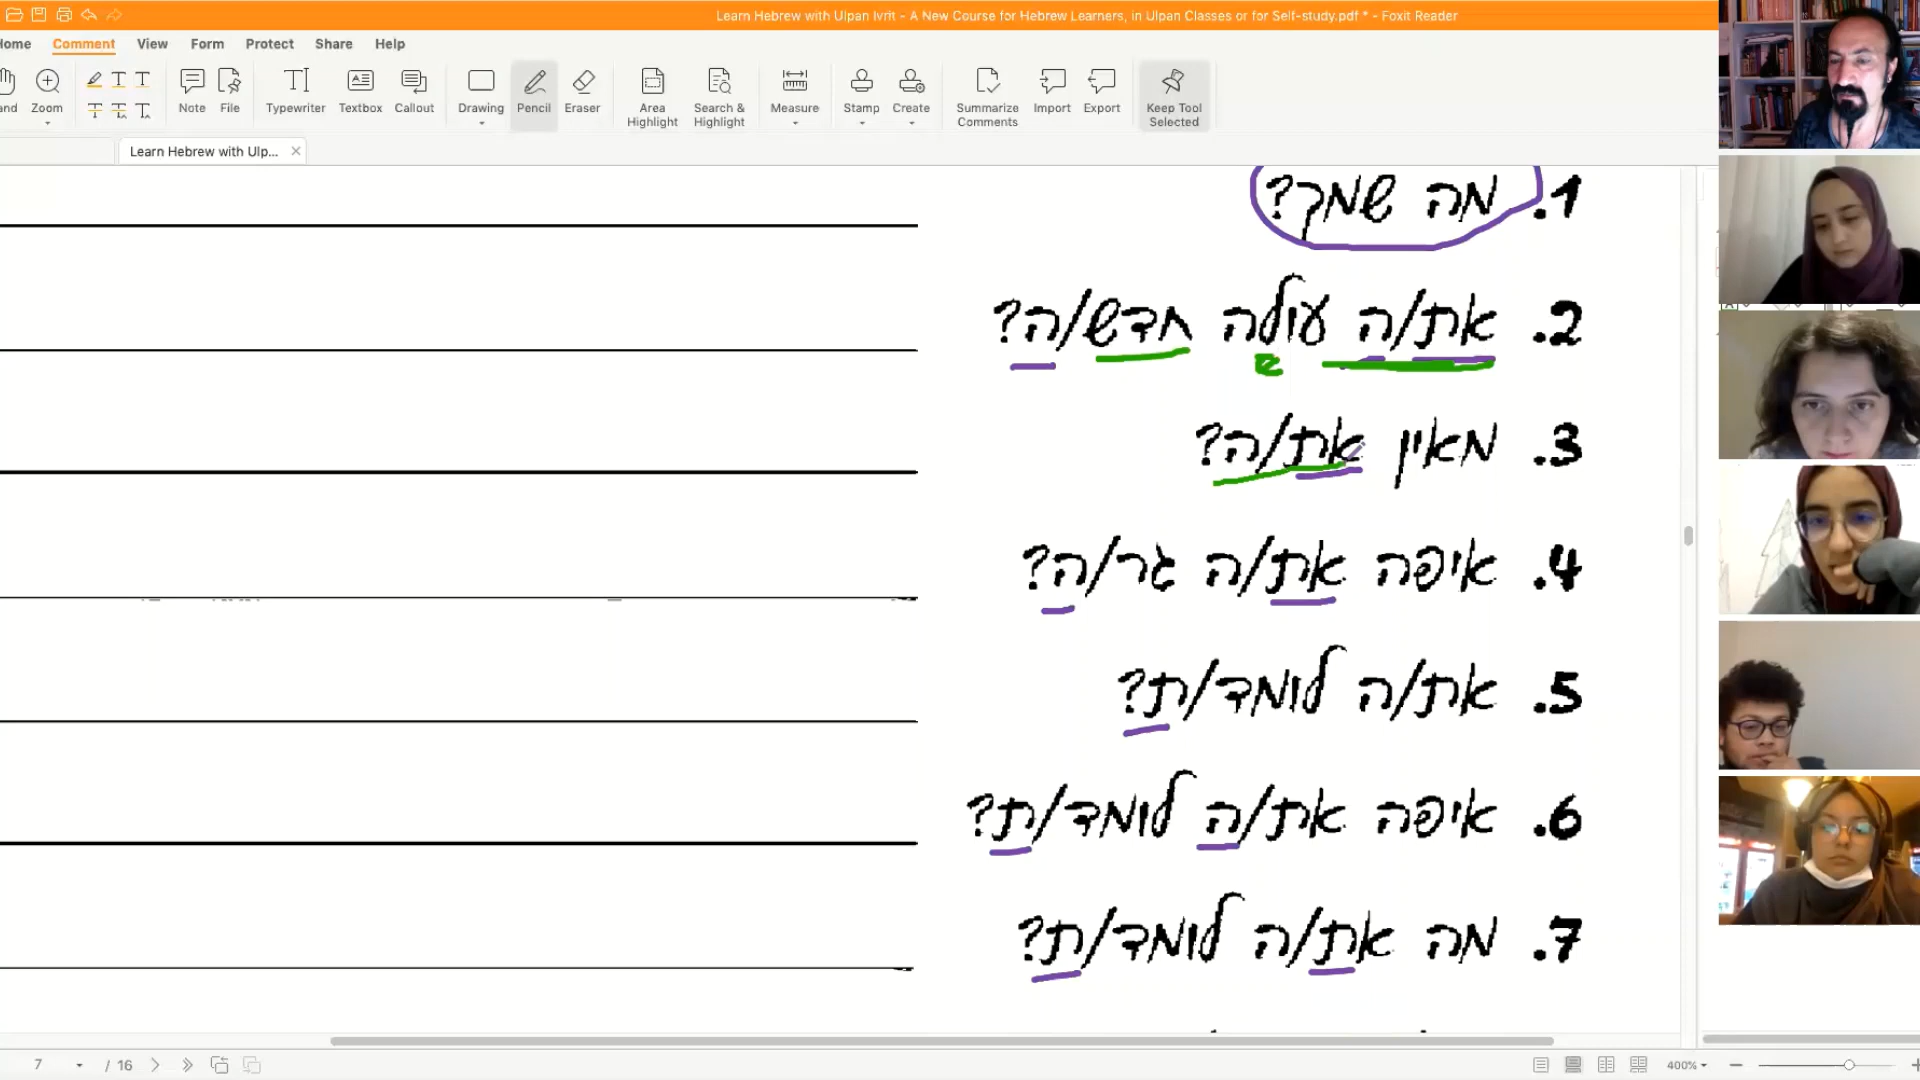 Learn Hebrew with Ulpan Ivrit - A New Course for Hebrew Learners, in Ulpan Classes or for Self-study.pdf * - Foxit Reader
Home Comment View Form Protect Share Help
Zoom Note File Typewriter Textbox Callout Drawing Pencil Eraser Area Highlight Search & Highlight Measure Stamp Create Summarize Comments Import Export Keep Tool Selected
Learn Hebrew with Ulp...
1. מה שמך?
2. את/ה עולה חדש/ה?
3. מאין את/ה?
4. איפה את/ה גר/ה?
5. את/ה לומד/ת?
6. איפה את/ה לומד/ת?
7. מה את/ה לומד/ת?
7 / 16
400%